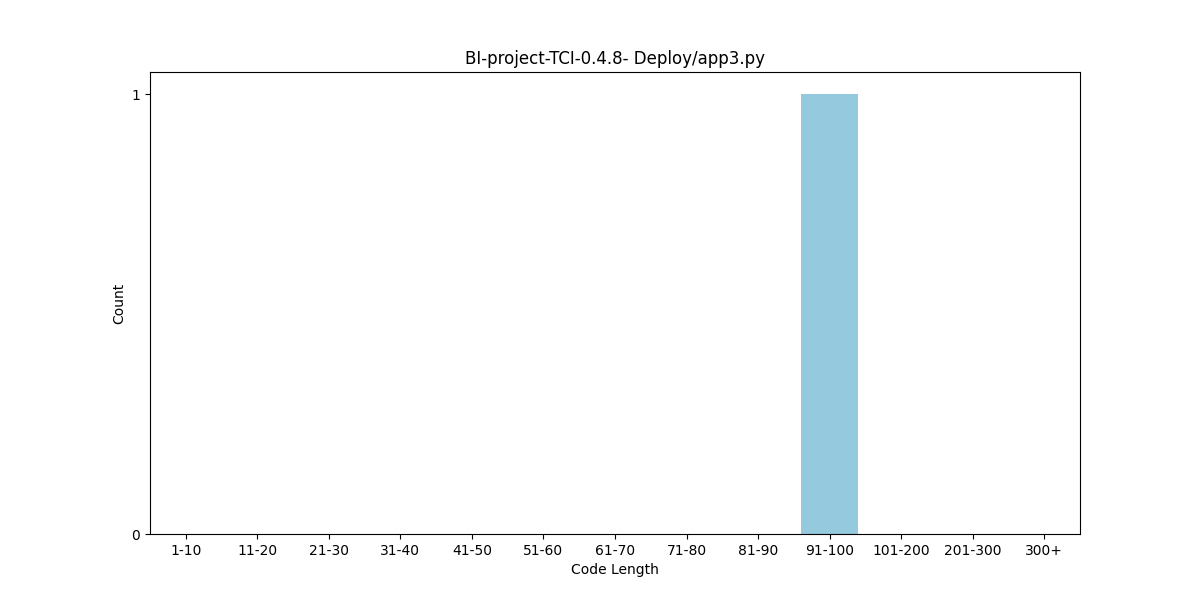 BI-project-TCI-0.4.8- Deploy/app3.py
1
Count
0
1-10 11-20 21-30 31-40 41-50 51-60 61-70 71-80 81-90 91-100 101-200 201-300 300+
Code Length